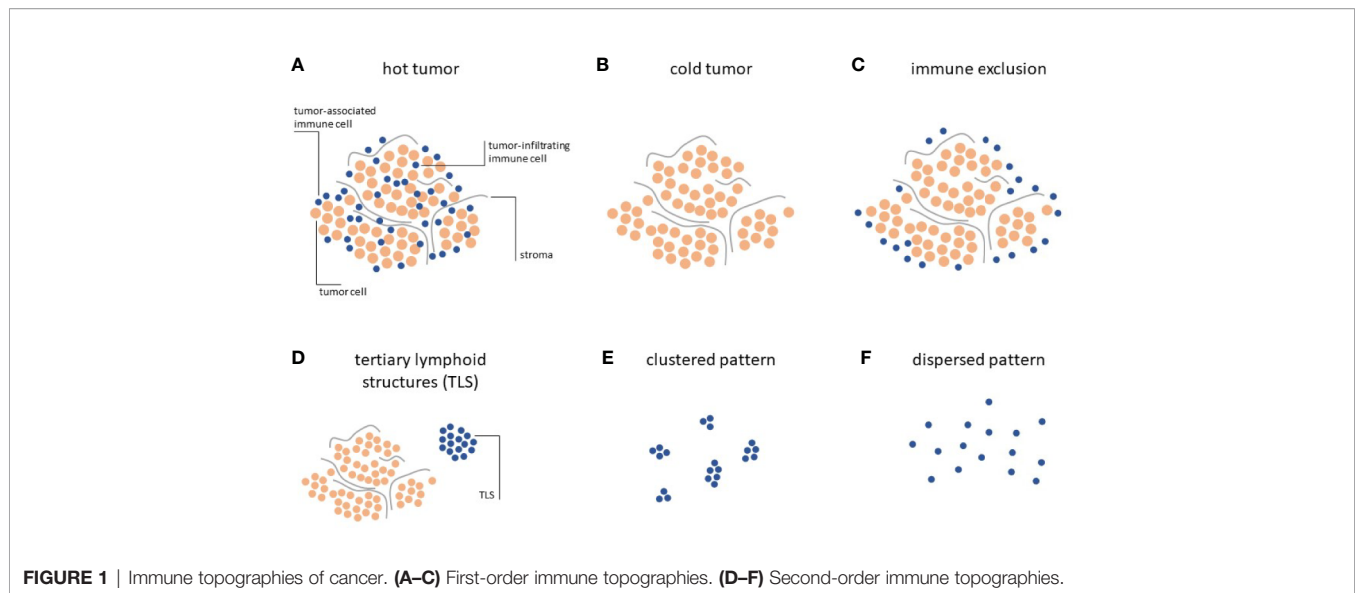 A
hot tumor
B
cold tumor
C
immune exclusion
tumor-associated
immune cell
tumor-infiltrating
immune cell
stroma
tumor cell
D
tertiary lymphoid
structures (TLS)
E
clustered pattern
F
dispersed pattern
TLS
FIGURE 1 | Immune topographies of cancer. (A–C) First-order immune topographies. (D–F) Second-order immune topographies.